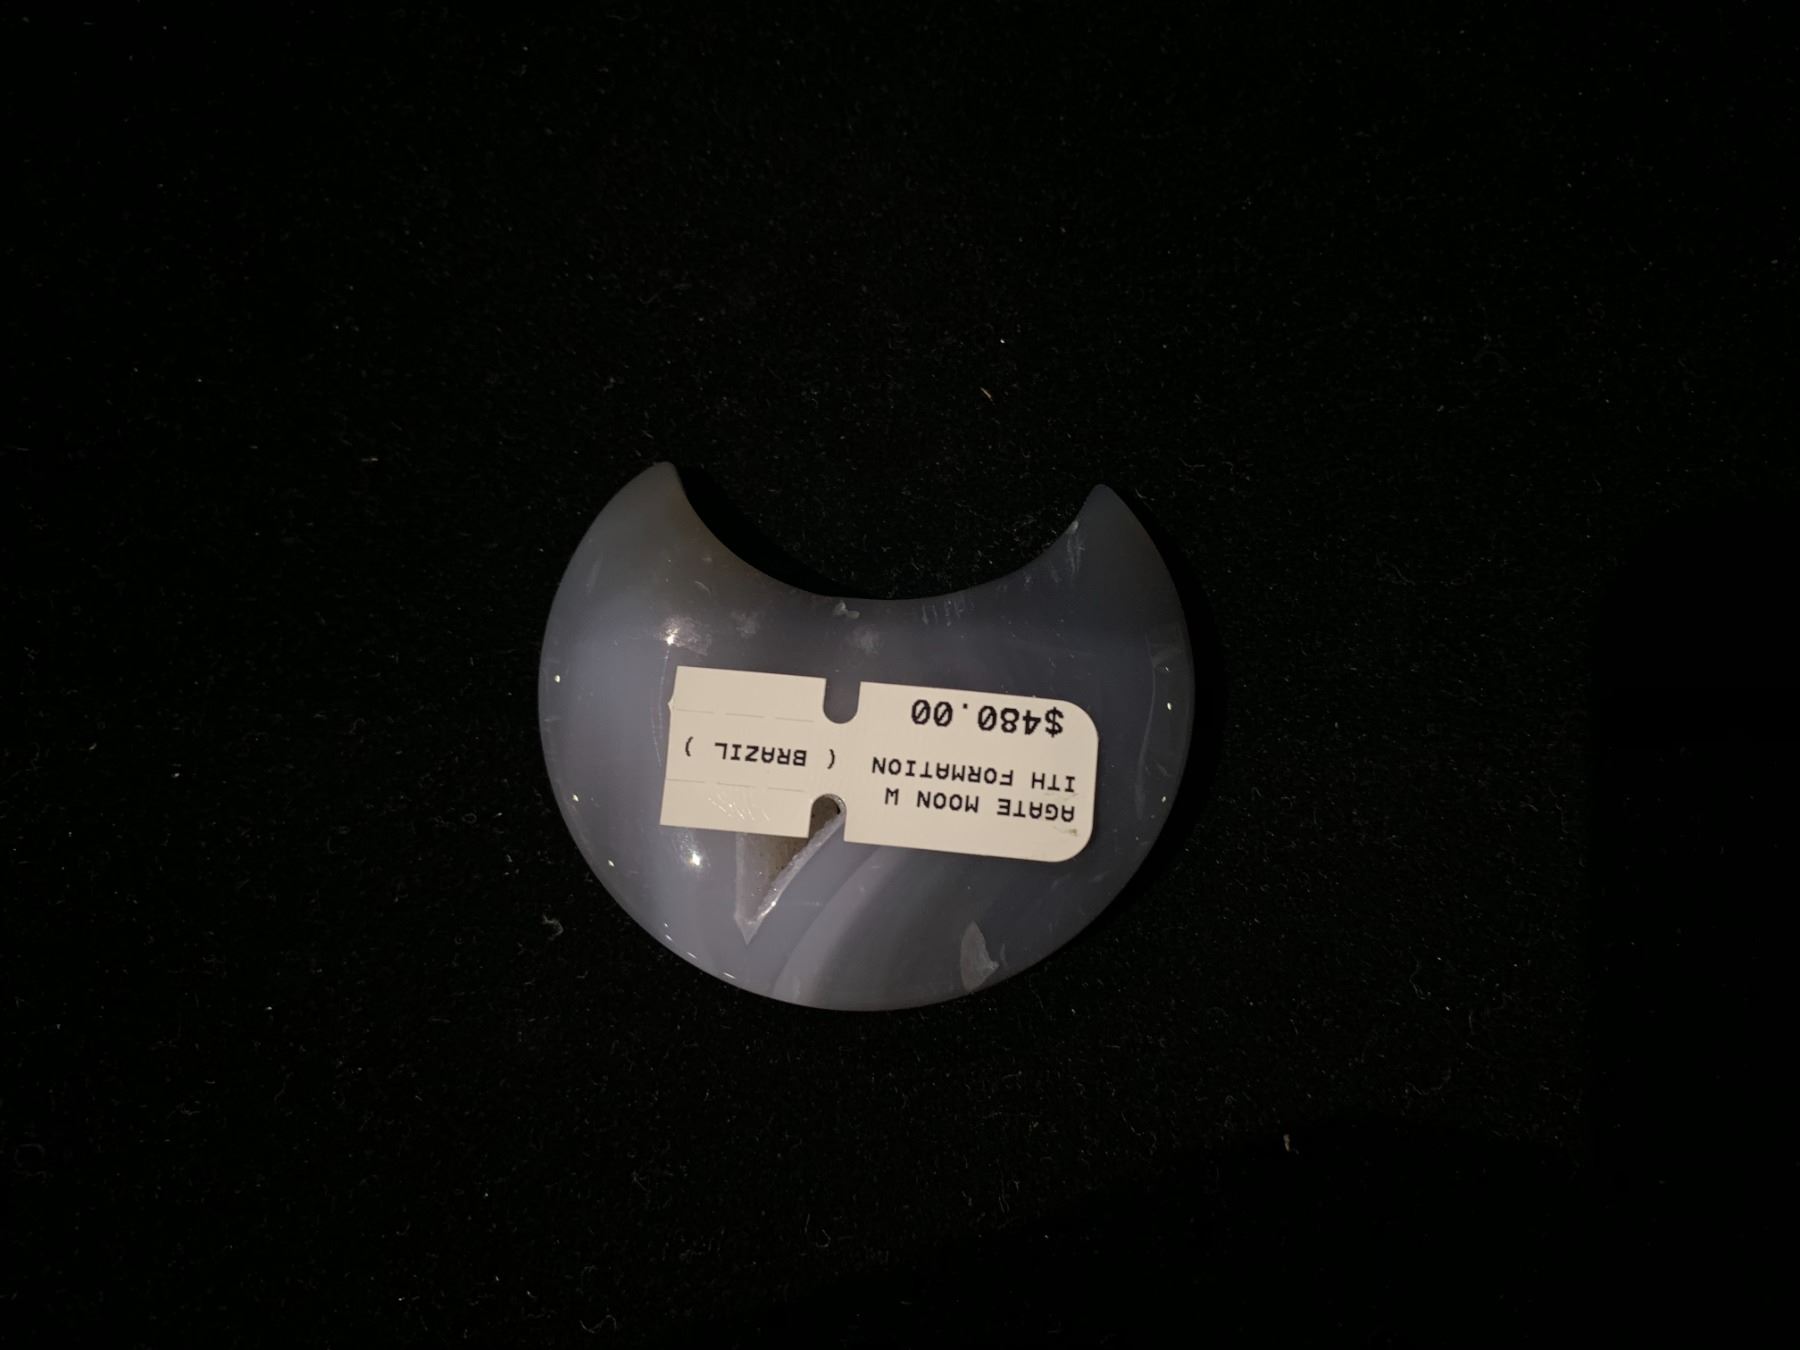 AGATE MOON W
ITH FORMATION ( BRAZIL )
$480.00